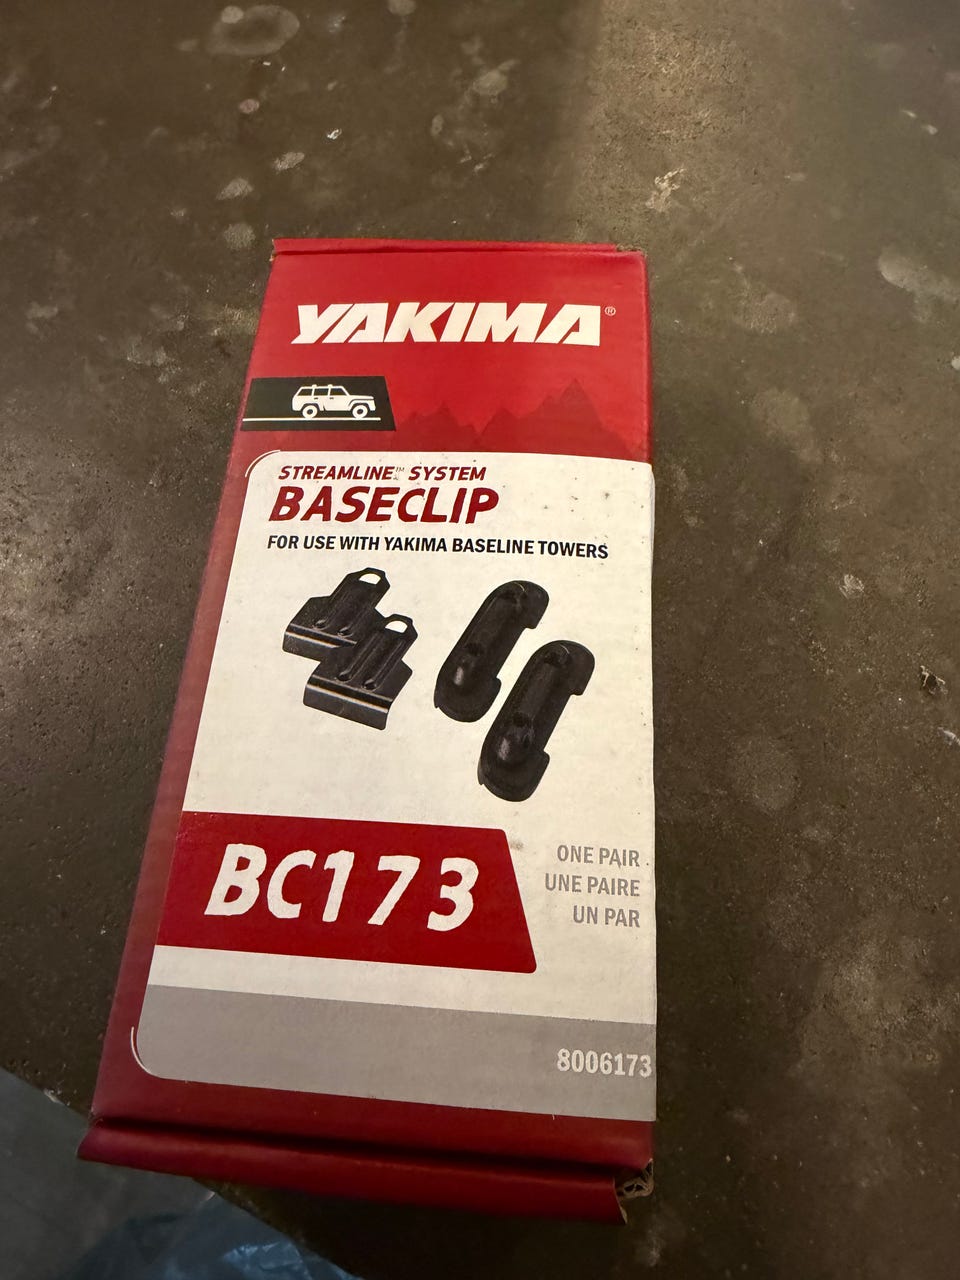 YAKIMA®
STREAMLINE™ SYSTEM
BASECLIP
FOR USE WITH YAKIMA BASELINE TOWERS
BC173
ONE PAIR
UNE PAIRE
UN PAR
8006173